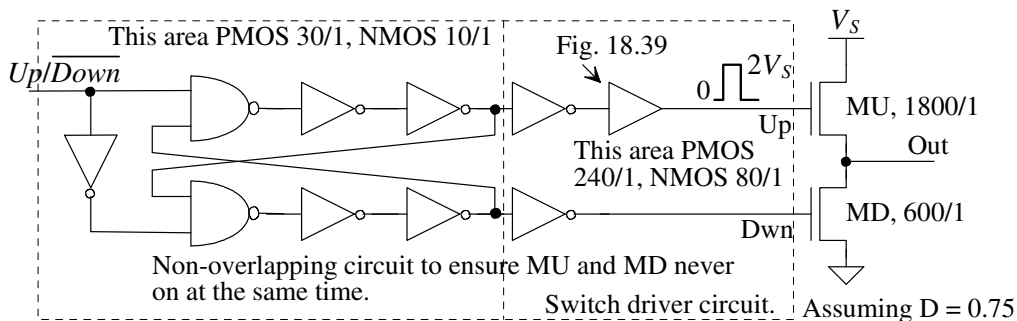 This area PMOS 30/1, NMOS 10/1
Fig. 18.39
V_S
Up/\overline{Down}
0
2V_S
MU, 1800/1
Up
Out
This area PMOS
240/1, NMOS 80/1
Dwn
MD, 600/1
Non-overlapping circuit to ensure MU and MD never
on at the same time.
Switch driver circuit.
Assuming D = 0.75